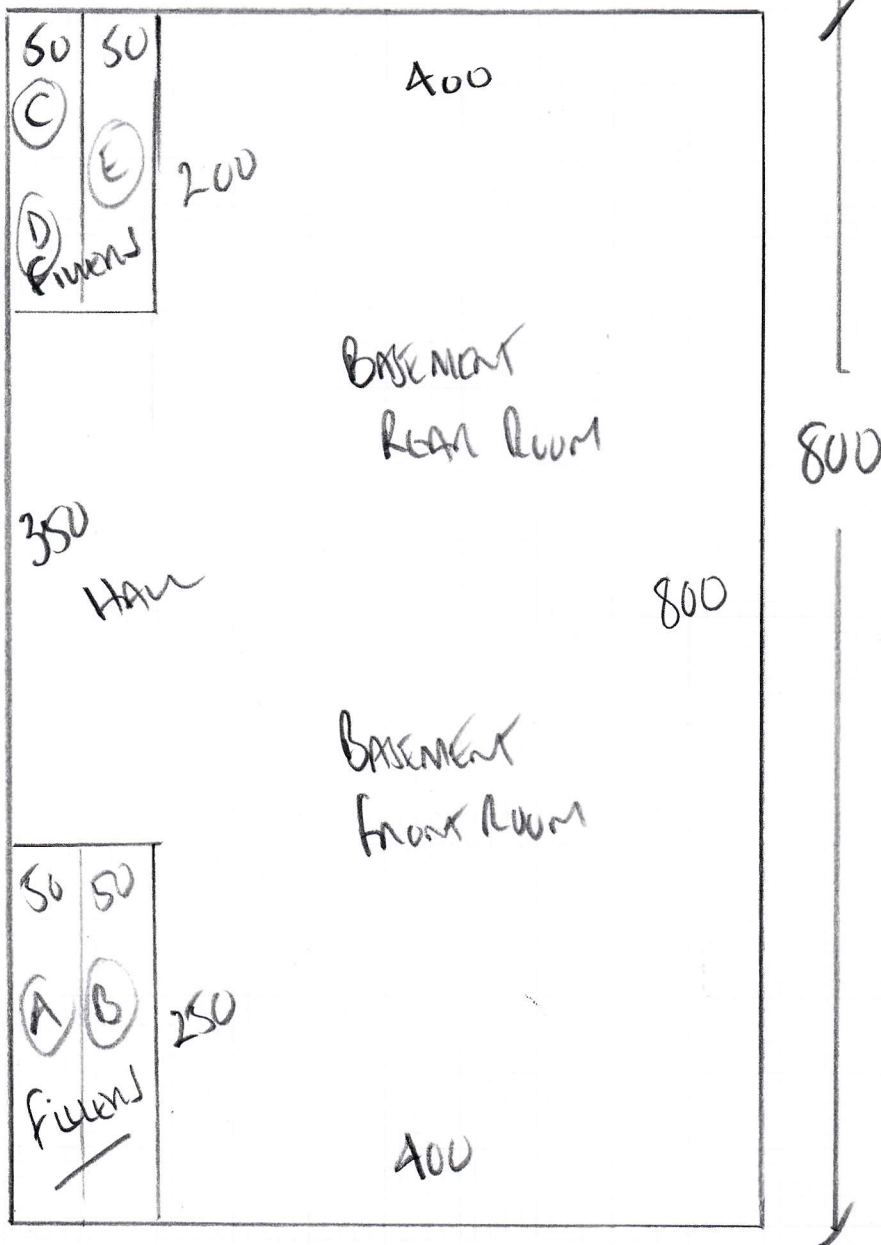 50 50
400
C
E
200
D
Fillers
BASEMENT
REAR ROOM
800
350
HALL
800
BASEMENT
FRONT ROOM
50 50
A B
250
Fillers
400